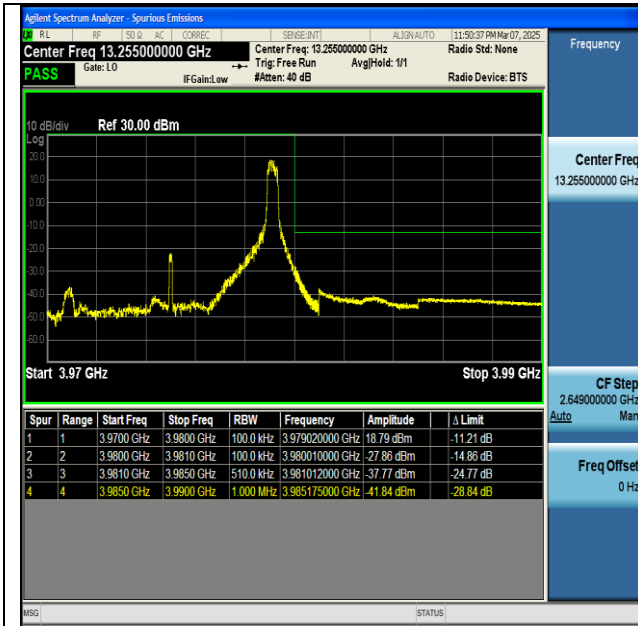 Agilent Spectrum Analyzer - Spurious Emissions
RL RF 50 Ω AC CORREC SENSE:INT ALIGN AUTO 11:50:37 PM Mar 07, 2025
Center Freq 13.255000000 GHz Center Freq: 13.255000000 GHz Radio Std: None
Trig: Free Run Avg|Hold: 1/1
PASS Gate: LO IFGain:Low #Atten: 40 dB Radio Device: BTS
10 dB/div Ref 30.00 dBm
Log
20.0
10.0
0.00
-10.0
-20.0
-30.0
-40.0
-50.0
-60.0
Start 3.97 GHz Stop 3.99 GHz
Spur Range Start Freq Stop Freq RBW Frequency Amplitude Δ Limit
1 1 3.9700 GHz 3.9800 GHz 100.0 kHz 3.979020000 GHz 18.79 dBm -11.21 dB
2 2 3.9800 GHz 3.9810 GHz 100.0 kHz 3.980010000 GHz -27.86 dBm -14.86 dB
3 3 3.9810 GHz 3.9850 GHz 510.0 kHz 3.981012000 GHz -37.77 dBm -24.77 dB
4 4 3.9850 GHz 3.9900 GHz 1.000 MHz 3.985175000 GHz -41.84 dBm -28.84 dB
Frequency
Center Freq
13.255000000 GHz
CF Step
2.649000000 GHz
Auto Man
Freq Offset
0 Hz
MSG STATUS